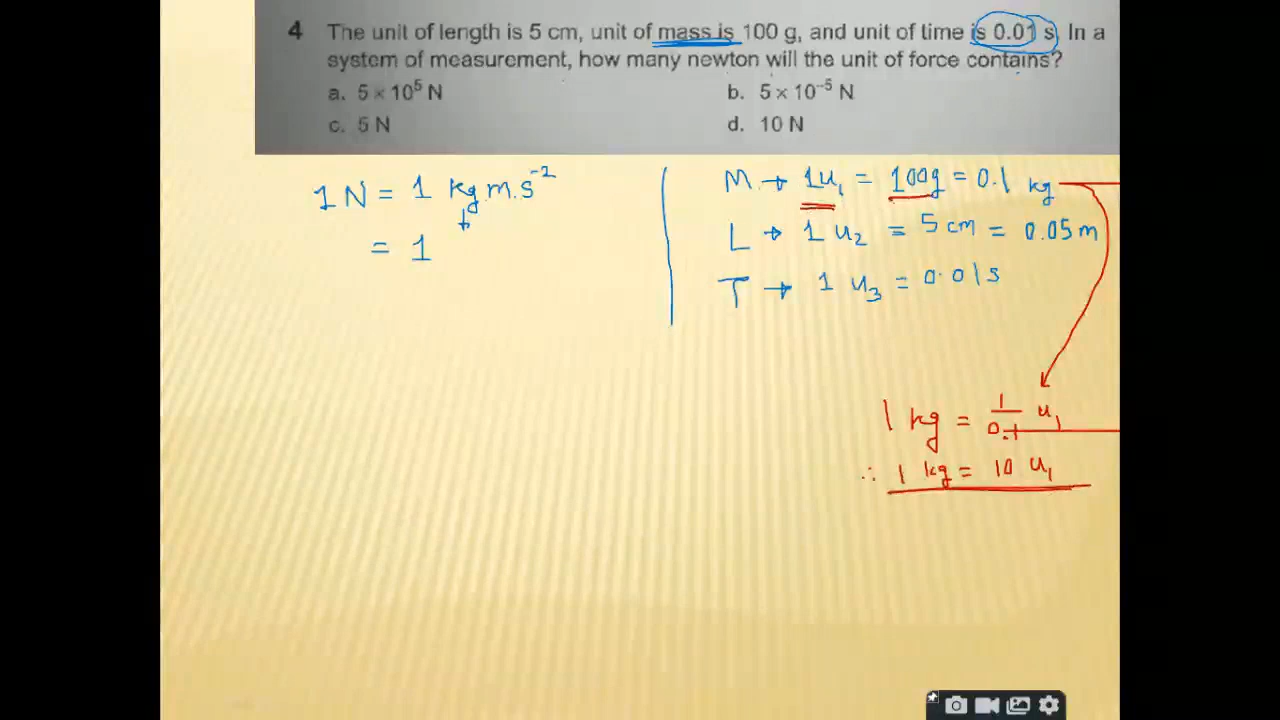 4 The unit of length is 5 cm, unit of mass is 100 g, and unit of time is 0.01 s. In a
system of measurement, how many newton will the unit of force contains?
a. 5 × 10⁵ N b. 5 × 10⁻⁵ N
c. 5 N d. 10 N
1 N = 1 kg m.s⁻²
= 1
M → 1u₁ = 100g = 0.1 kg
L → 1 u₂ = 5 cm = 0.05 m
T → 1 u₃ = 0.01s
1 kg = 1/0.1 u₁
∴ 1 kg = 10 u₁